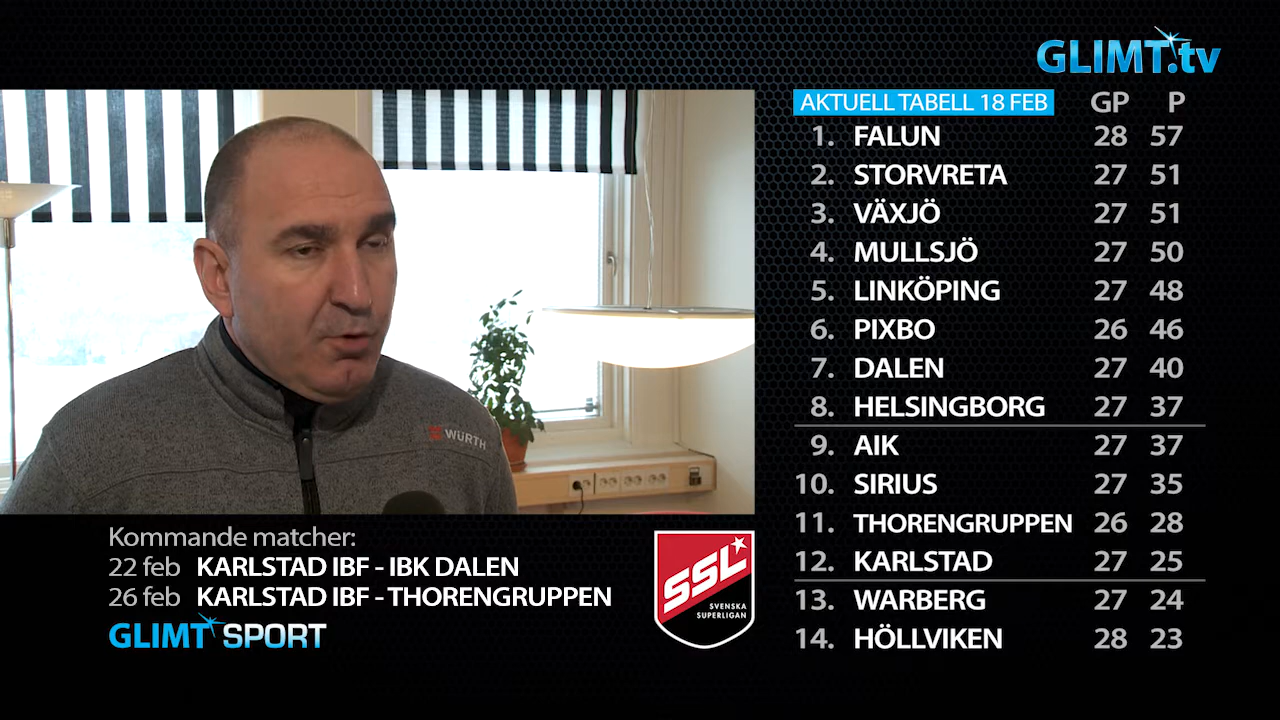 GLIMT.tv
AKTUELL TABELL 18 FEB GP P
1. FALUN 28 57
2. STORVRETA 27 51
3. VÄXJÖ 27 51
4. MULLSJÖ 27 50
5. LINKÖPING 27 48
6. PIXBO 26 46
7. DALEN 27 40
8. HELSINGBORG 27 37
9. AIK 27 37
10. SIRIUS 27 35
11. THORENGRUPPEN 26 28
12. KARLSTAD 27 25
13. WARBERG 27 24
14. HÖLLVIKEN 28 23
WÜRTH
Kommande matcher:
22 feb KARLSTAD IBF - IBK DALEN
26 feb KARLSTAD IBF - THORENGRUPPEN
GLIMT SPORT
SSL
SVENSKA
SUPERLIGAN